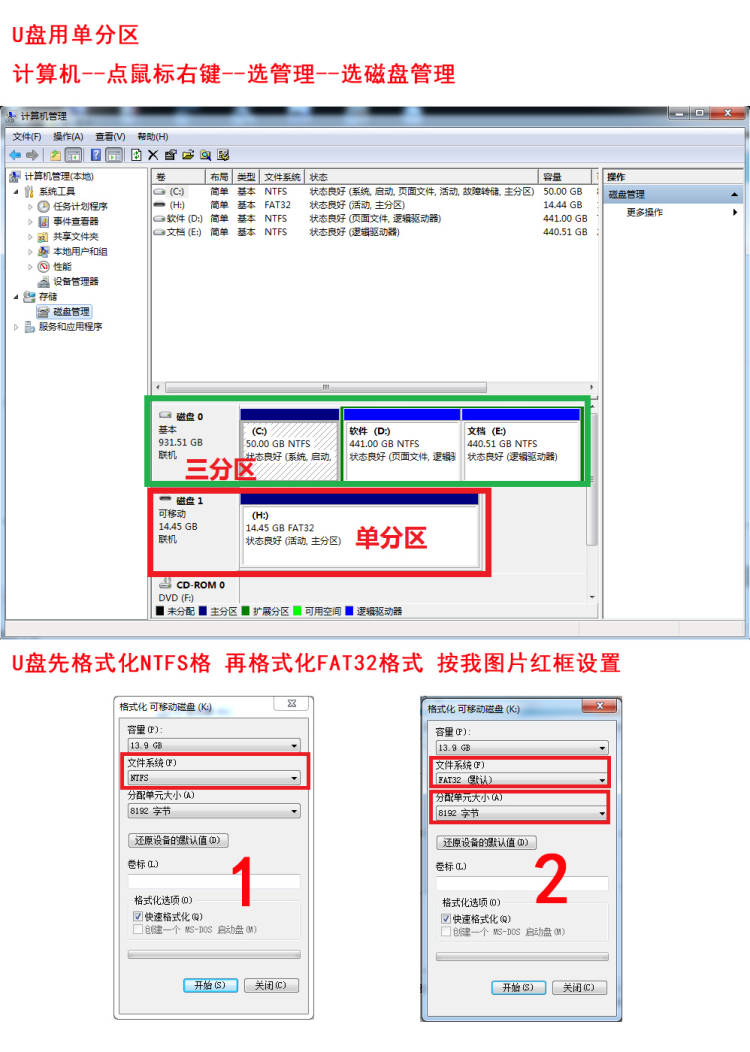 U盘用单分区
计算机--点鼠标右键--选管理--选磁盘管理
计算机管理
文件(F) 操作(A) 查看(V) 帮助(H)
计算机管理(本地)
系统工具
任务计划程序
事件查看器
共享文件夹
本地用户和组
性能
设备管理器
存储
磁盘管理
服务和应用程序
卷 布局 类型 文件系统 状态 容量
(C:) 简单 基本 NTFS 状态良好 (系统, 启动, 页面文件, 活动, 故障转储, 主分区) 50.00 GB
(H:) 简单 基本 FAT32 状态良好 (活动, 主分区) 14.44 GB
软件 (D:) 简单 基本 NTFS 状态良好 (页面文件, 逻辑驱动器) 441.00 GB
文档 (E:) 简单 基本 NTFS 状态良好 (逻辑驱动器) 440.51 GB
操作
磁盘管理
更多操作
磁盘 0
基本
931.51 GB
联机
三分区
(C:)
50.00 GB NTFS
状态良好 (系统, 启动,
软件 (D:)
441.00 GB NTFS
状态良好 (页面文件, 逻辑驱
文档 (E:)
440.51 GB NTFS
状态良好 (逻辑驱动器)
磁盘 1
可移动
14.45 GB
联机
(H:)
14.45 GB FAT32
状态良好 (活动, 主分区)
单分区
CD-ROM 0
DVD (F:)
未分配 主分区 扩展分区 可用空间 逻辑驱动器
U盘先格式化NTFS格 再格式化FAT32格式 按我图片红框设置
格式化 可移动磁盘 (K:)
容量(P):
13.9 GB
文件系统(F)
NTFS
分配单元大小(A)
8192 字节
还原设备的默认值(D)
卷标(L)
格式化选项(O)
快速格式化(Q)
创建一个 MS-DOS 启动盘(M)
开始(S) 关闭(C)
1
格式化 可移动磁盘 (K:)
容量(P):
13.9 GB
文件系统(F)
FAT32 (默认)
分配单元大小(A)
8192 字节
还原设备的默认值(D)
卷标(L)
格式化选项(O)
快速格式化(Q)
创建一个 MS-DOS 启动盘(M)
开始(S) 关闭(C)
2